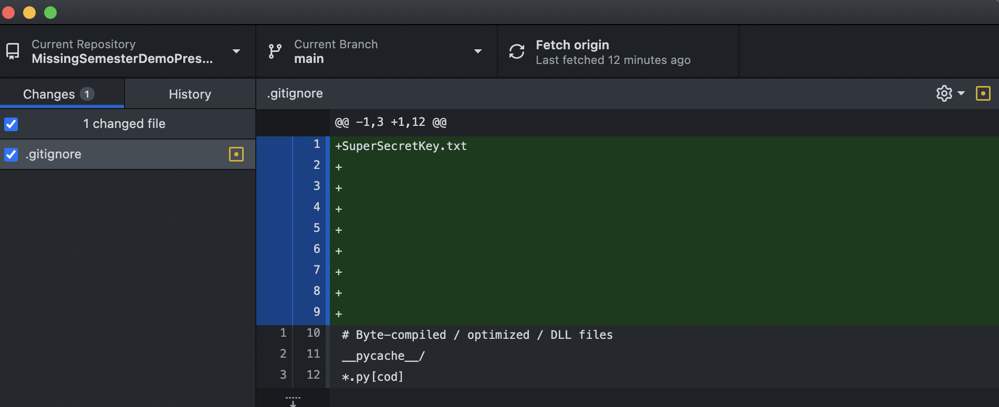 Current Repository
MissingSemesterDemoPres...
Current Branch
main
Fetch origin
Last fetched 12 minutes ago
Changes 1
History
.gitignore
1 changed file
.gitignore
@@ -1,3 +1,12 @@
1 +SuperSecretKey.txt
2 +
3 +
4 +
5 +
6 +
7 +
8 +
9 +
1 10 # Byte-compiled / optimized / DLL files
2 11 __pycache__/
3 12 *.py[cod]